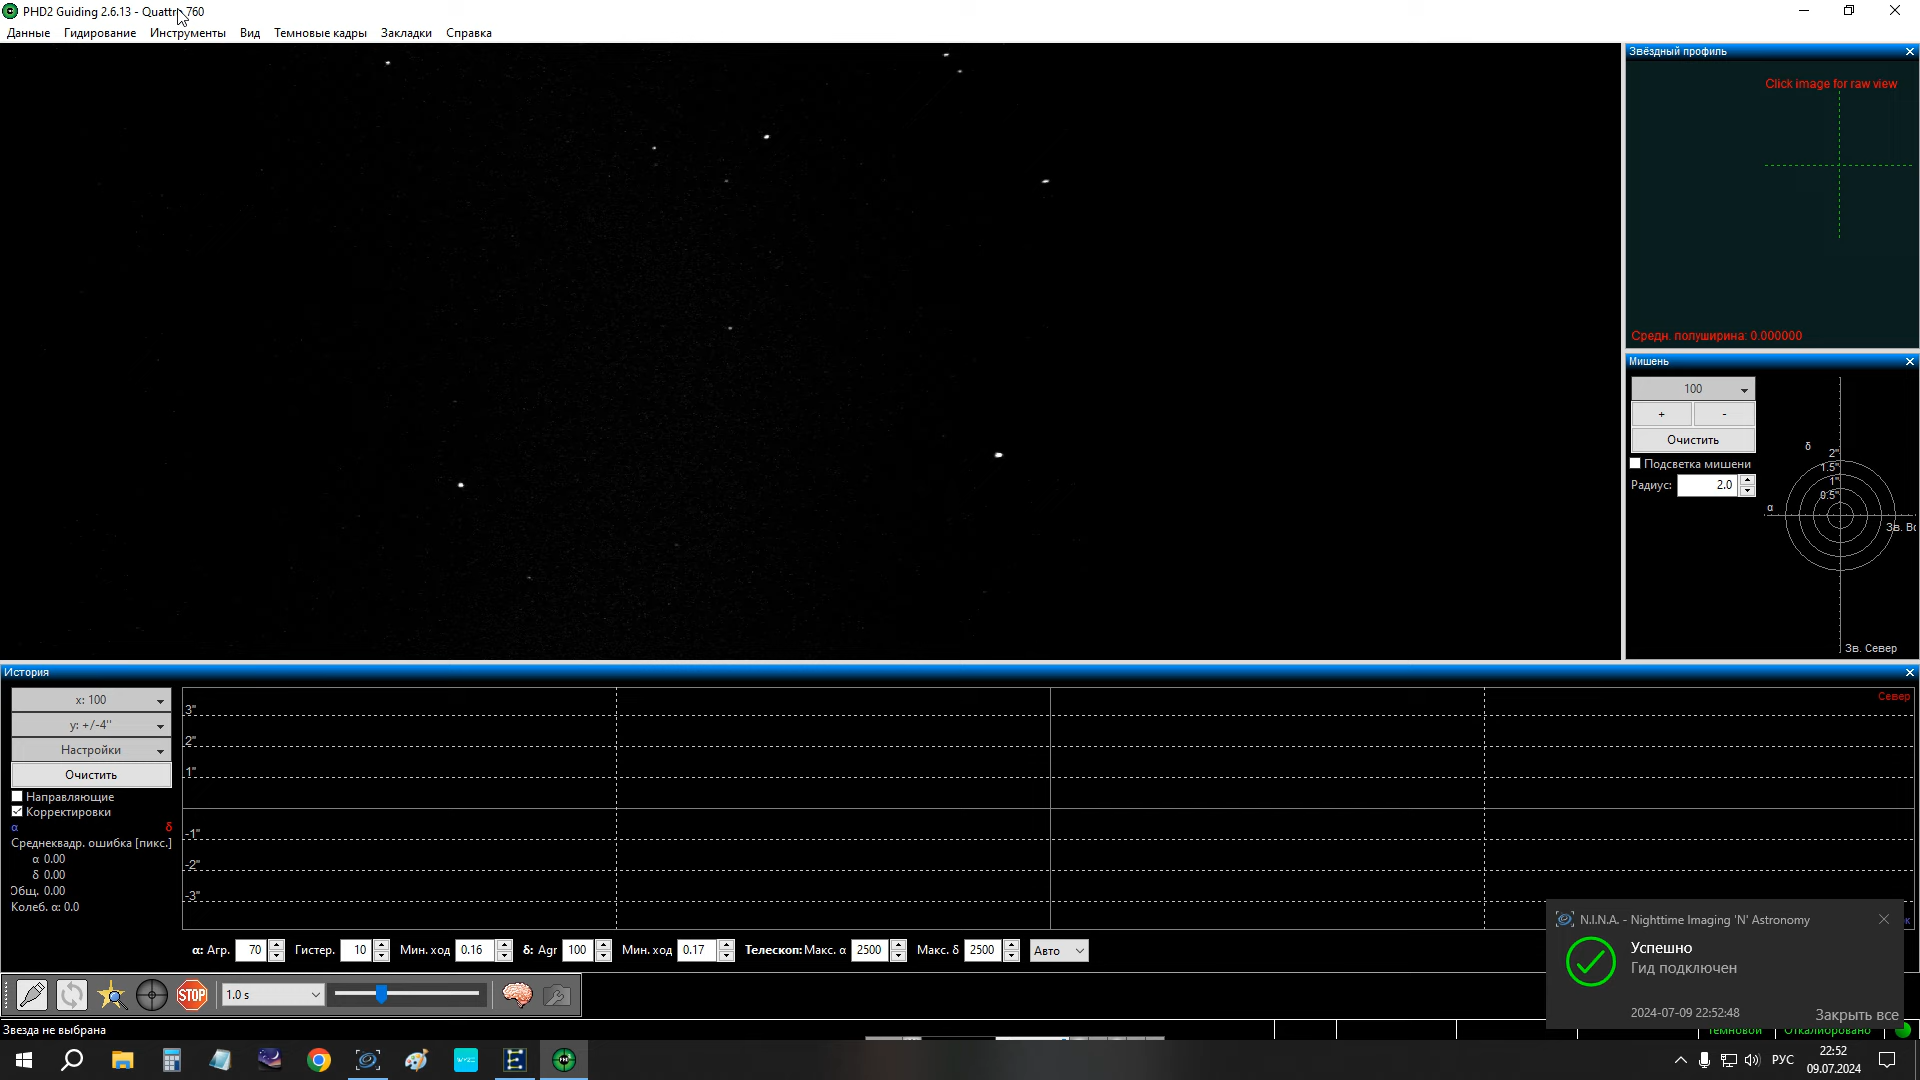 PHD2 Guiding 2.6.13 - Quattro 760
Данные Гидирование Инструменты Вид Темновые кадры Закладки Справка
Звёздный профиль
Click image for raw view
Средн. полуширина: 0.000000
Мишень
100
+ -
Очистить
Подсветка мишени
Радиус: 2.0
δ
2"
1.5"
1"
0.5"
α
Зв. Вс
Зв. Север
История
x: 100
y: +/-4"
Настройки
Очистить
Направляющие
Корректировки
α δ
Среднеквадр. ошибка [пикс.]
α 0.00
δ 0.00
Общ. 0.00
Колеб. α: 0.0
Север
3"
2"
1"
-1"
-2"
-3"
α: Агр. 70 Гистер. 10 Мин. ход 0.16 δ: Agr 100 Мин. ход 0.17 Телескоп: Макс. α 2500 Макс. δ 2500 Авто
N.I.N.A. - Nighttime Imaging 'N' Astronomy
Успешно
Гид подключен
2024-07-09 22:52:48
Закрыть все
STOP
1.0 s
Звезда не выбрана
Темновой Откалибровано
WYZC
РУС
22:52
09.07.2024